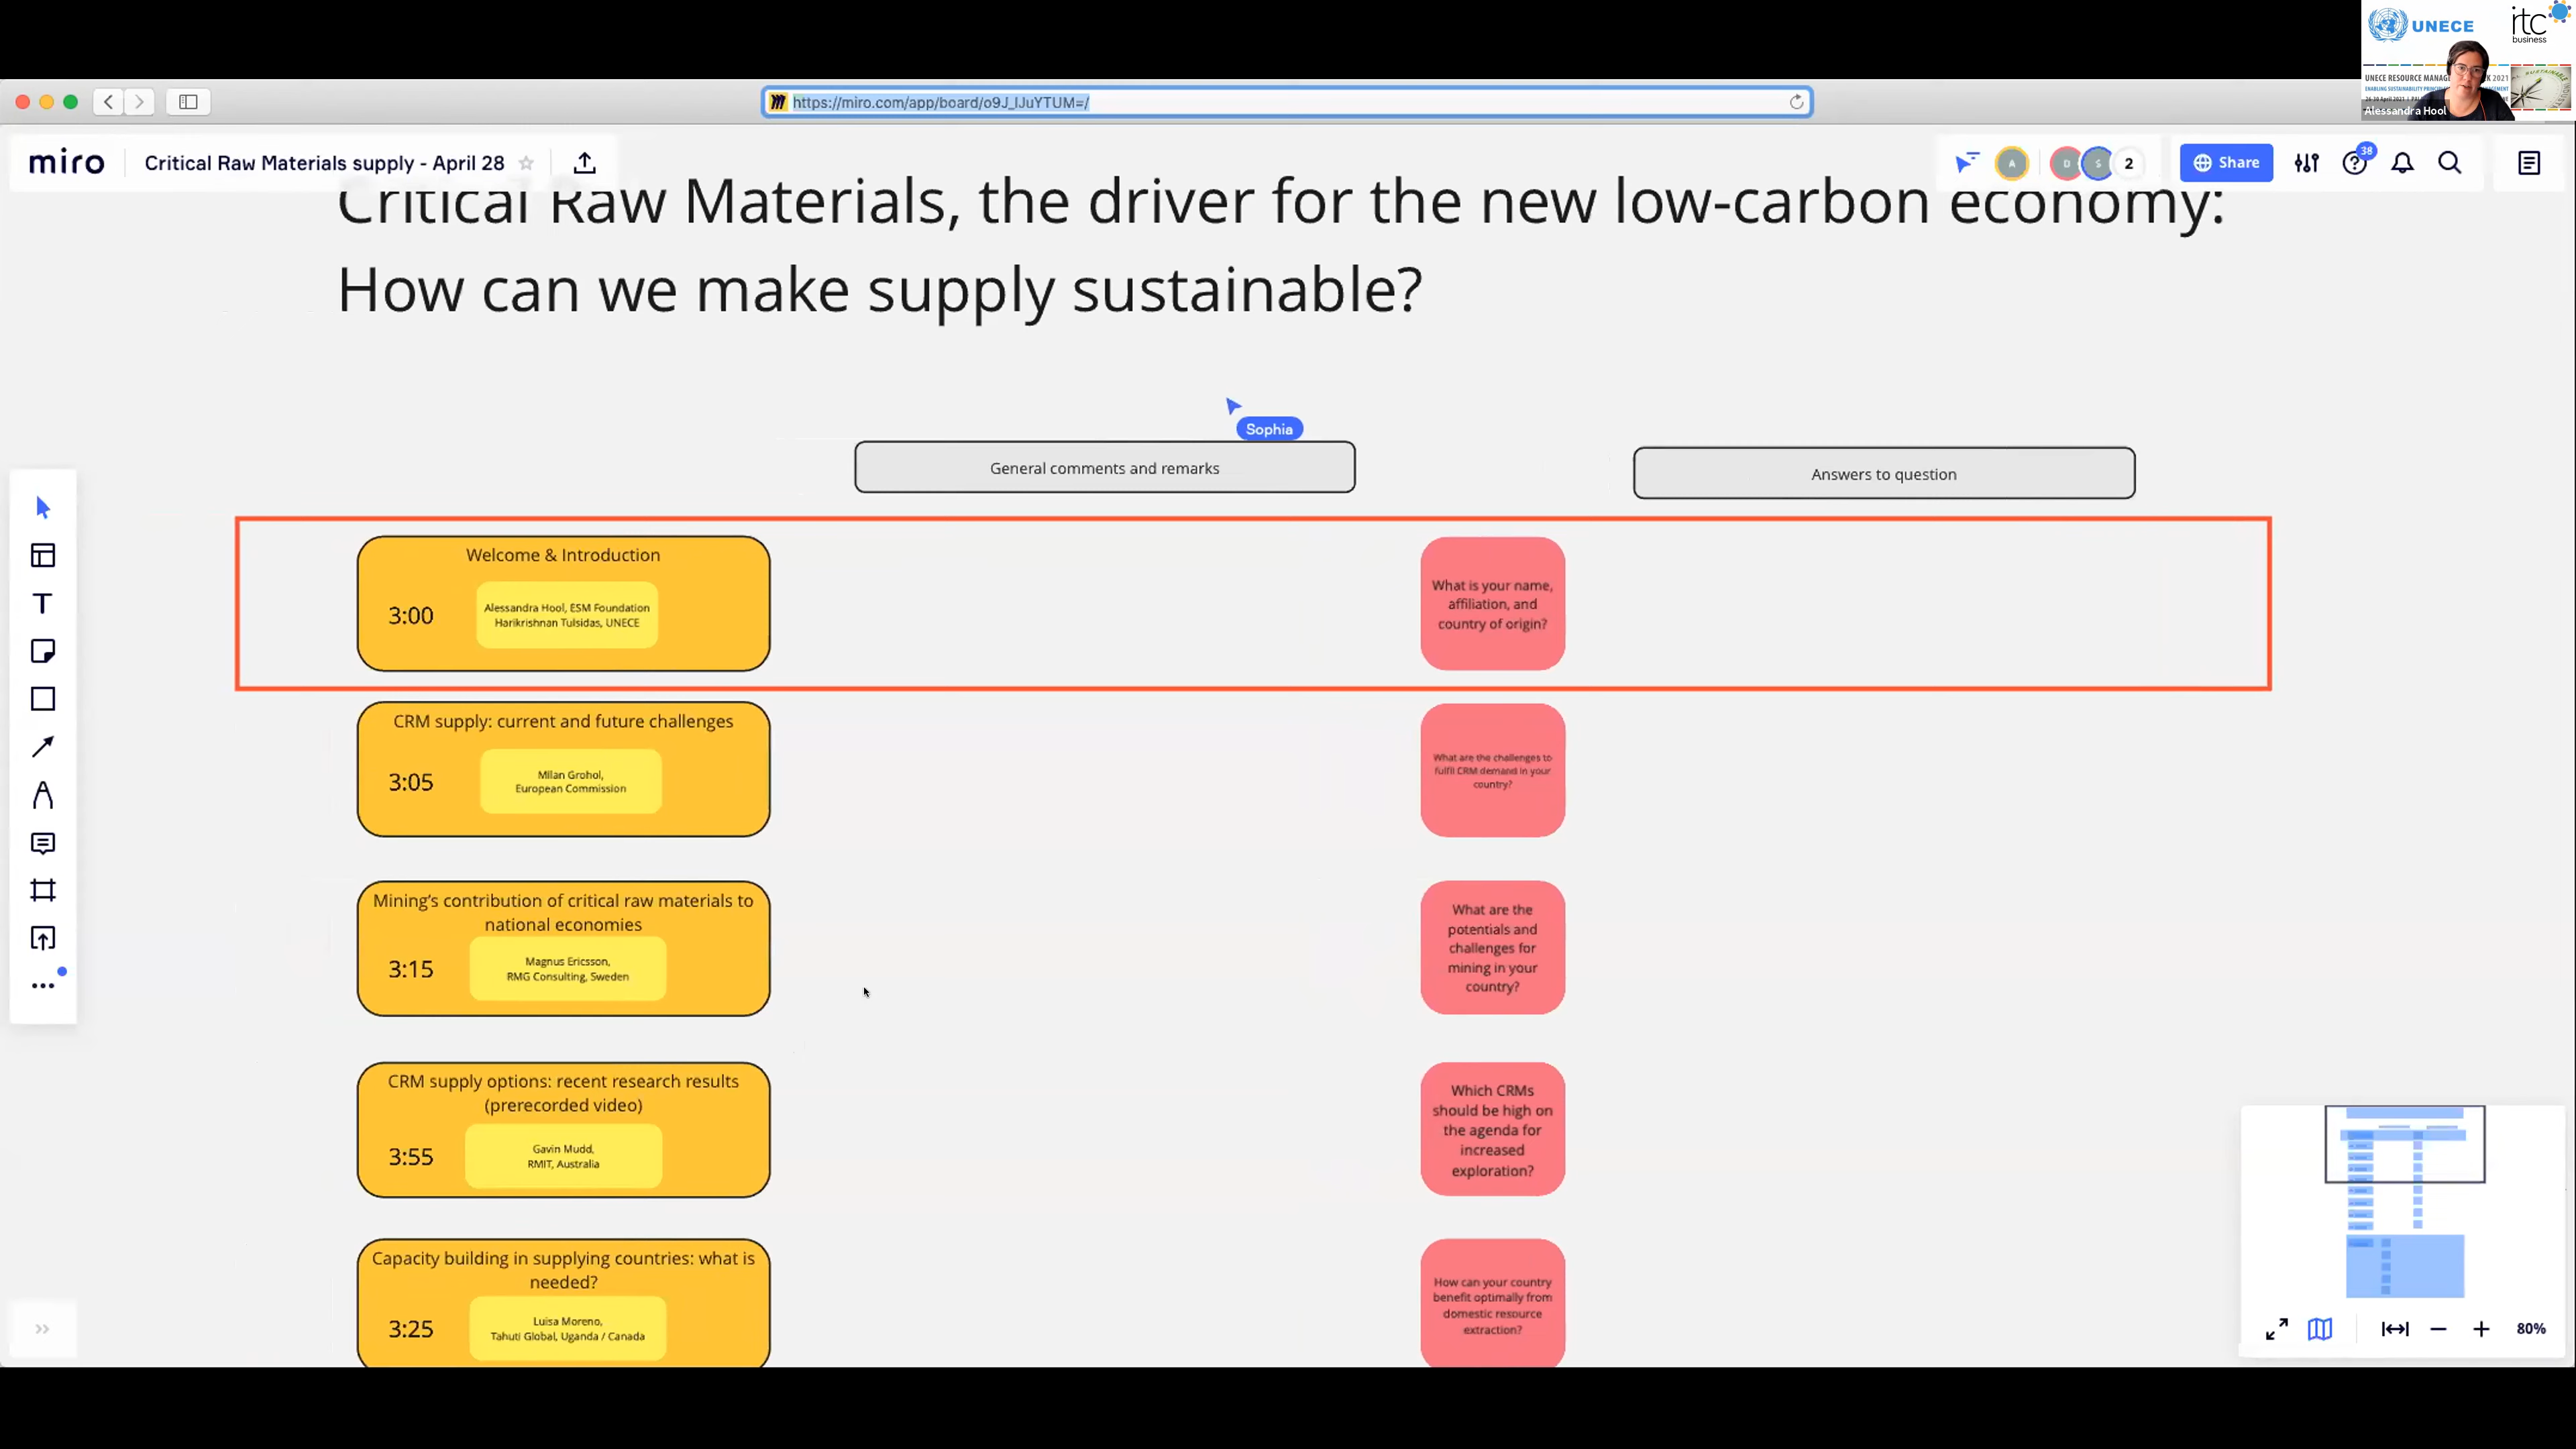 UNECE
itc
business
UNECE RESOURCE MANAG
K 2021
Alessandra Hool
https://miro.com/app/board/o9J_lJuYTUM=/
miro
Critical Raw Materials supply - April 28
A
D
S
2
Share
38
Critical Raw Materials, the driver for the new low-carbon economy:
How can we make supply sustainable?
Sophia
General comments and remarks
Answers to question
Welcome & Introduction
3:00
Alessandra Hool, ESM Foundation
Harikrishnan Tulsidas, UNECE
What is your name,
affiliation, and
country of origin?
CRM supply: current and future challenges
3:05
Milan Grohol,
European Commission
What are the challenges to
fulfil CRM demand in your
country?
Mining's contribution of critical raw materials to
national economies
3:15
Magnus Ericsson,
RMG Consulting, Sweden
What are the
potentials and
challenges for
mining in your
country?
CRM supply options: recent research results
(prerecorded video)
3:55
Gavin Mudd,
RMIT, Australia
Which CRMs
should be high on
the agenda for
increased
exploration?
Capacity building in supplying countries: what is
needed?
3:25
Luisa Moreno,
Tahuti Global, Uganda / Canada
How can your country
benefit optimally from
domestic resource
extraction?
80%